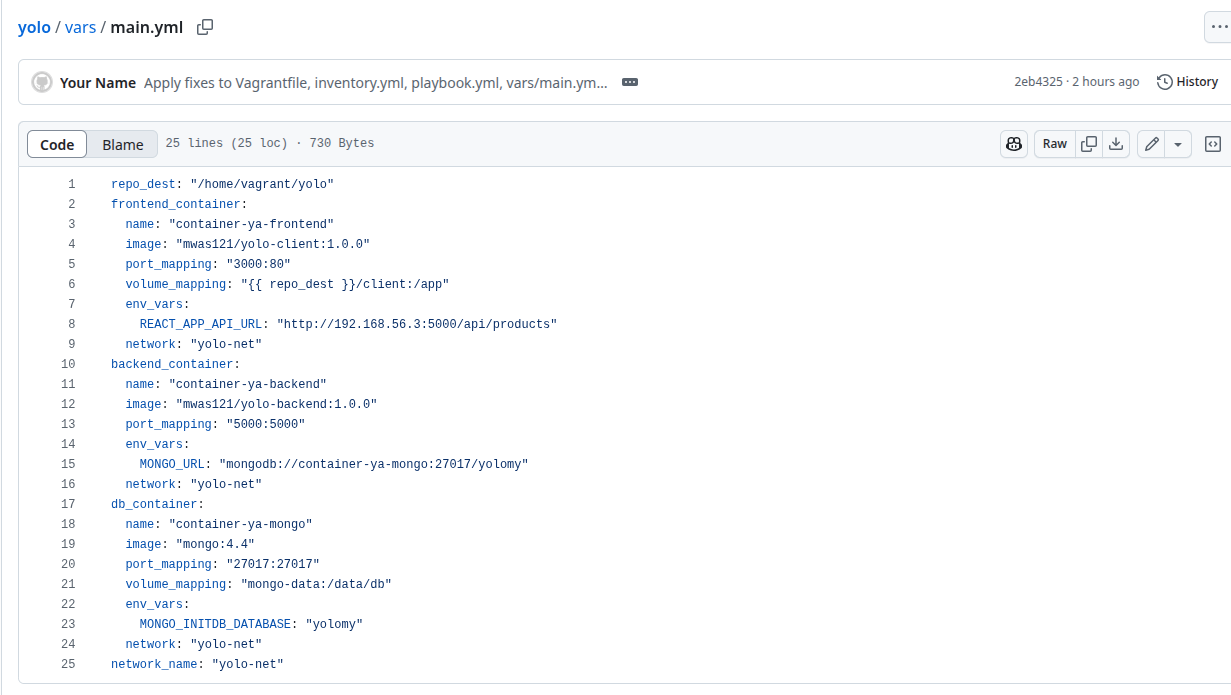 yolo / vars / main.yml
Your Name Apply fixes to Vagrantfile, inventory.yml, playbook.yml, vars/main.ym... 2eb4325 · 2 hours ago History
Code Blame 25 lines (25 loc) · 730 Bytes Raw
1 repo_dest: "/home/vagrant/yolo"
2 frontend_container:
3   name: "container-ya-frontend"
4   image: "mwas121/yolo-client:1.0.0"
5   port_mapping: "3000:80"
6   volume_mapping: "{{ repo_dest }}/client:/app"
7   env_vars:
8     REACT_APP_API_URL: "http://192.168.56.3:5000/api/products"
9   network: "yolo-net"
10 backend_container:
11   name: "container-ya-backend"
12   image: "mwas121/yolo-backend:1.0.0"
13   port_mapping: "5000:5000"
14   env_vars:
15     MONGO_URL: "mongodb://container-ya-mongo:27017/yolomy"
16   network: "yolo-net"
17 db_container:
18   name: "container-ya-mongo"
19   image: "mongo:4.4"
20   port_mapping: "27017:27017"
21   volume_mapping: "mongo-data:/data/db"
22   env_vars:
23     MONGO_INITDB_DATABASE: "yolomy"
24   network: "yolo-net"
25 network_name: "yolo-net"